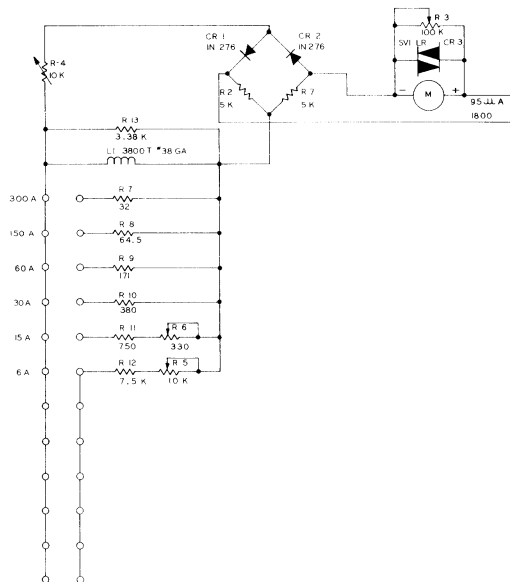 R 3
100 K
SVI LR CR 3
- M +
95 μA
1800
CR 1
IN 276
CR 2
IN 276
R 2
5 K
R 7
5 K
R-4
10 K
R 13
3.38 K
L1 3800 T #38 GA
300 A
R 7
32
150 A
R 8
64.5
60 A
R 9
171
30 A
R 10
380
15 A
R 11
750
R 6
330
6 A
R 12
7.5 K
R 5
10 K